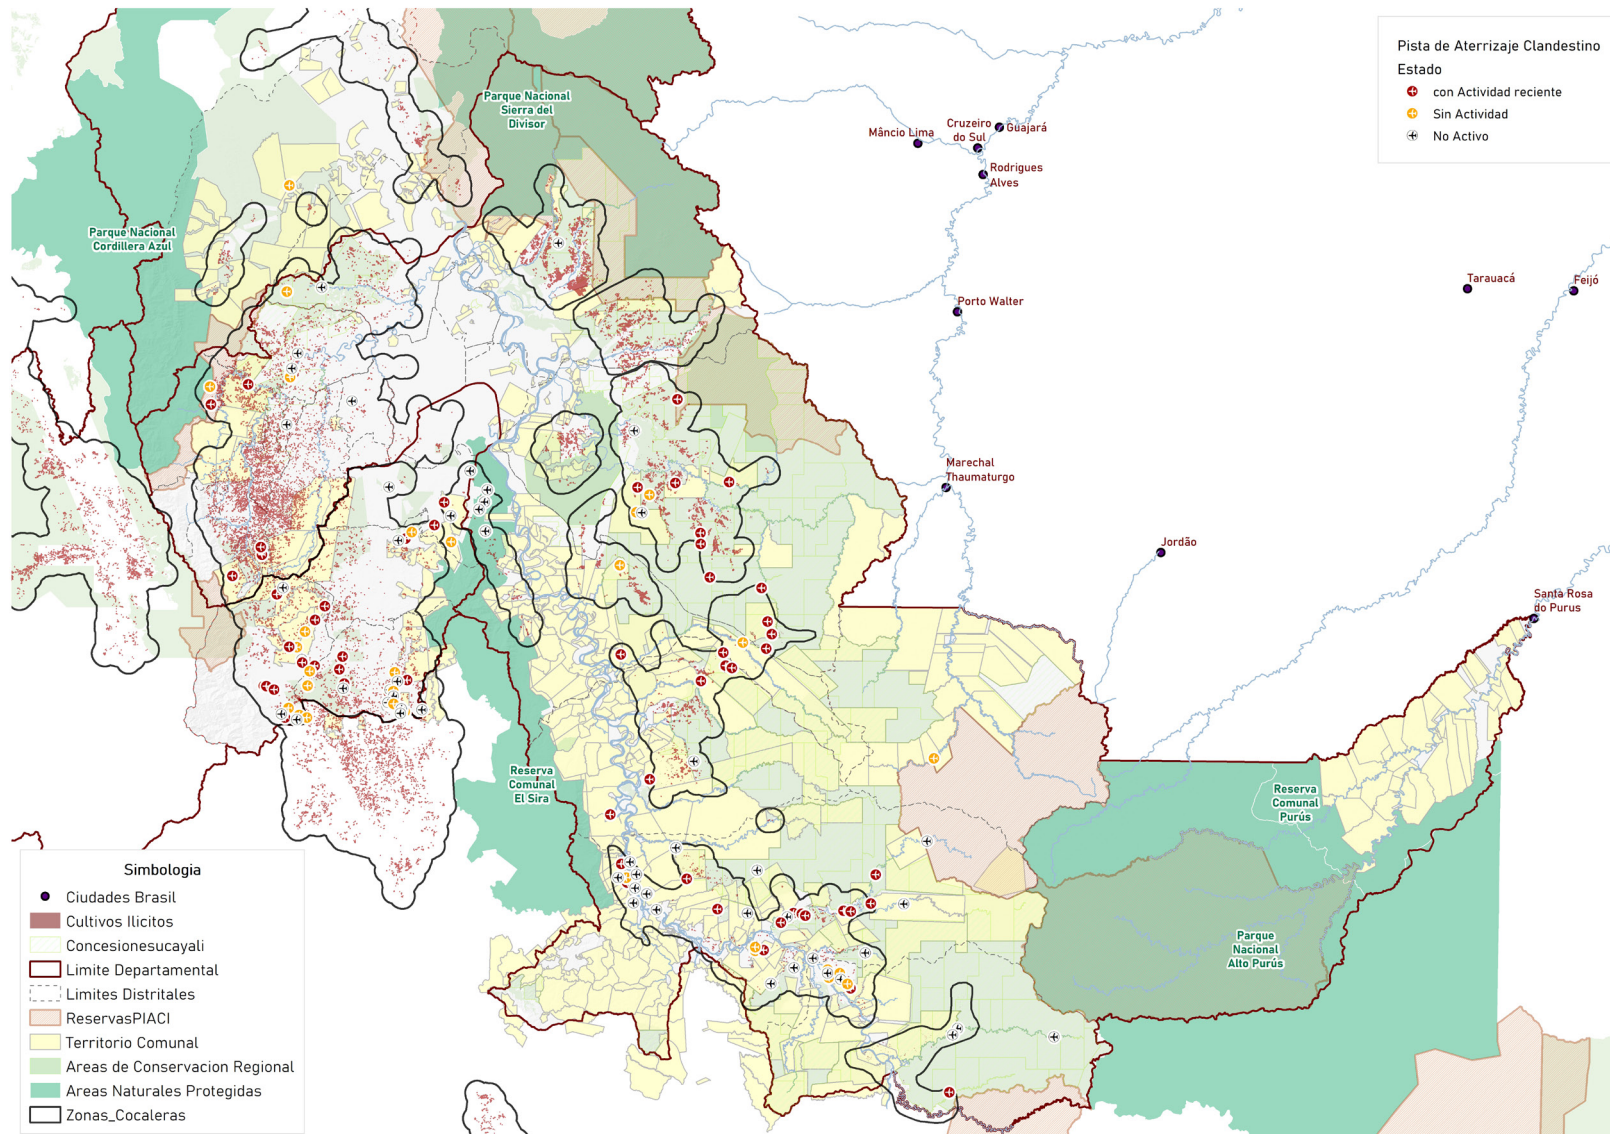 Pista de Aterrizaje Clandestino
Estado
con Actividad reciente
Sin Actividad
No Activo
Parque Nacional
Sierra del
Divisor
Mâncio Lima
Cruzeiro
do Sul
Guajará
Rodrigues
Alves
Parque Nacional
Cordillera Azul
Tarauacá
Feijó
Porto Walter
Marechal
Thaumaturgo
Jordão
Santa Rosa
do Purus
Reserva
Comunal
El Sira
Reserva
Comunal
Purús
Parque
Nacional
Alto Purús
Simbologia
Ciudades Brasil
Cultivos Ilicitos
Concesionesucayali
Limite Departamental
Limites Distritales
ReservasPIACI
Territorio Comunal
Areas de Conservacion Regional
Areas Naturales Protegidas
Zonas_Cocaleras